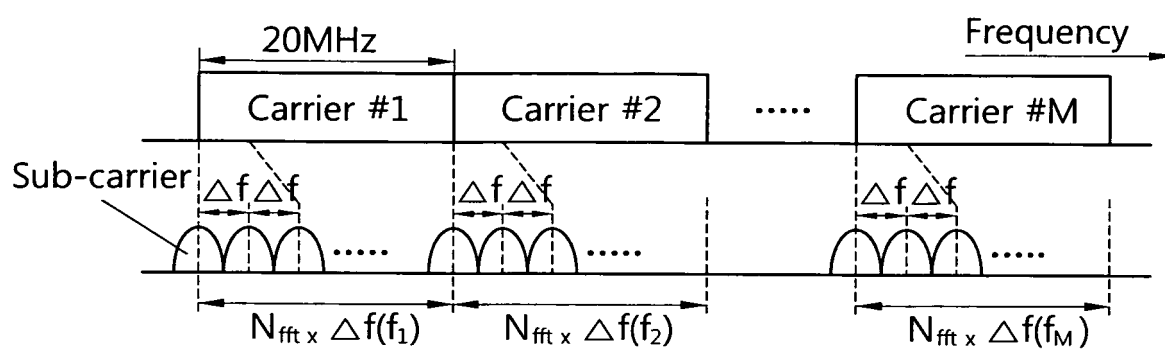 20MHz
Frequency
Carrier #1
Carrier #2
.....
Carrier #M
Sub-carrier
△f △f
△f △f
△f △f
.....
.....
.....
Nfft x △f(f1)
Nfft x △f(f2)
Nfft x △f(fM)